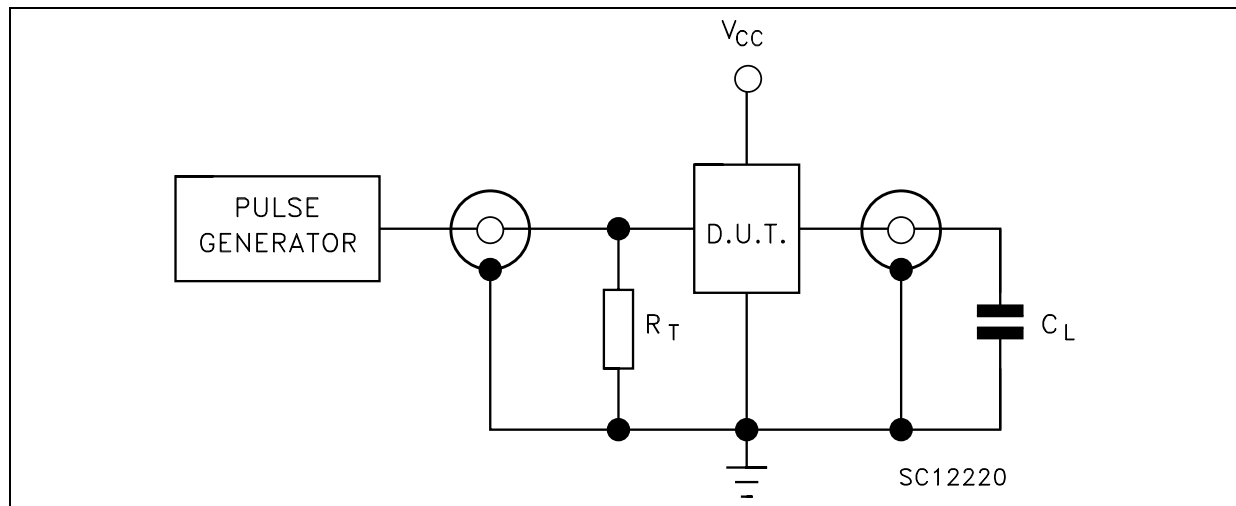 VCC
PULSE
GENERATOR
D.U.T.
RT
CL
SC12220